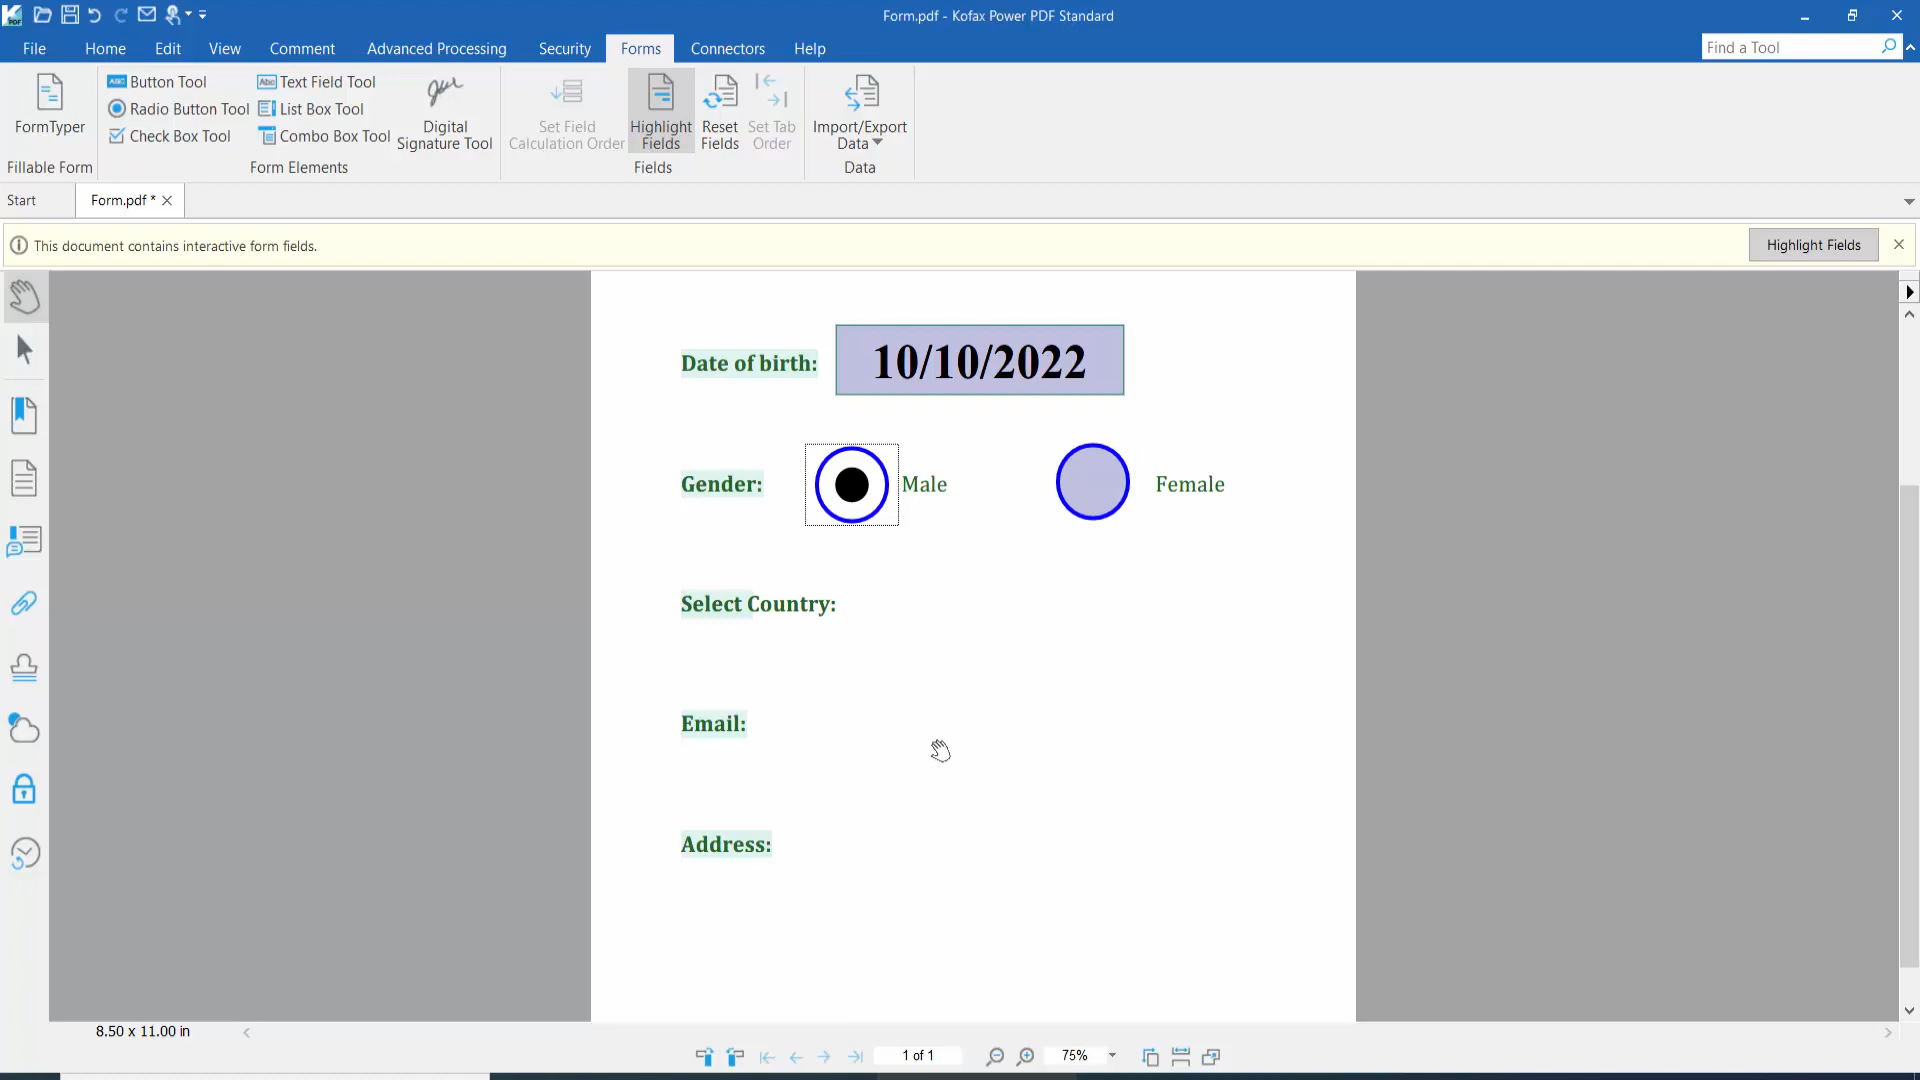 Form.pdf - Kofax Power PDF Standard
File Home Edit View Comment Advanced Processing Security Forms Connectors Help
Find a Tool
FormTyper
Fillable Form
Button Tool
Radio Button Tool
Check Box Tool
Text Field Tool
List Box Tool
Combo Box Tool
Digital
Signature Tool
Form Elements
Set Field
Calculation Order
Highlight
Fields
Reset
Fields
Set Tab
Order
Fields
Import/Export
Data
Data
Start
Form.pdf *
This document contains interactive form fields.
Highlight Fields
Date of birth: 10/10/2022
Gender: Male Female
Select Country:
Email:
Address:
8.50 x 11.00 in
1 of 1
75%